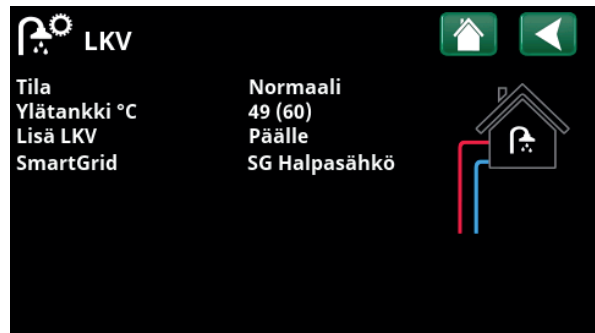 LKV
Tila Normaali
Ylätankki °C 49 (60)
Lisä LKV Päälle
SmartGrid SG Halpasähkö